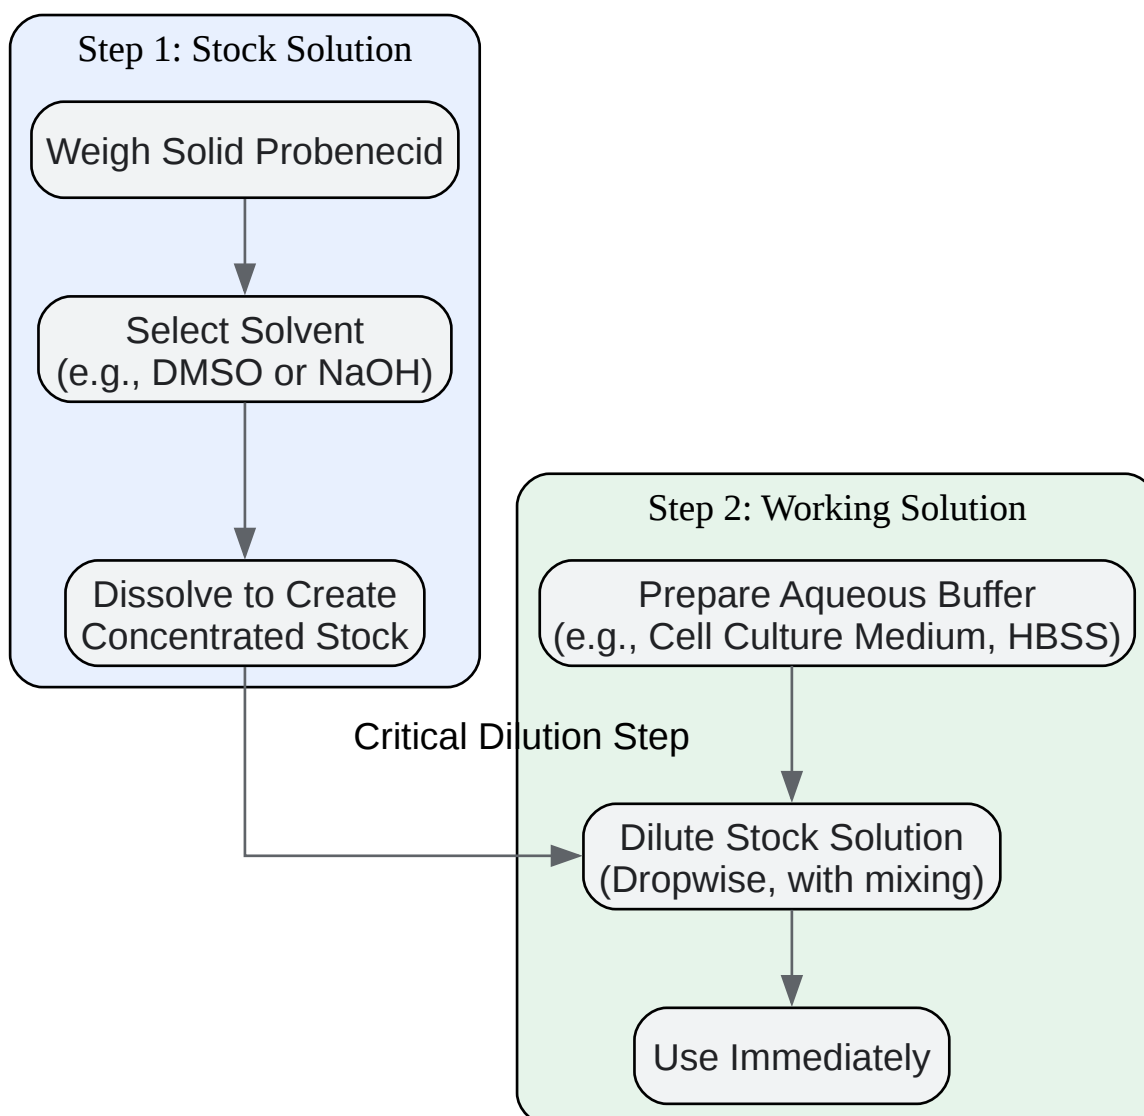 Step 1: Stock Solution
Weigh Solid Probenecid
Select Solvent
(e.g., DMSO or NaOH)
Dissolve to Create
Concentrated Stock
Critical Dilution Step
Step 2: Working Solution
Prepare Aqueous Buffer
(e.g., Cell Culture Medium, HBSS)
Dilute Stock Solution
(Dropwise, with mixing)
Use Immediately